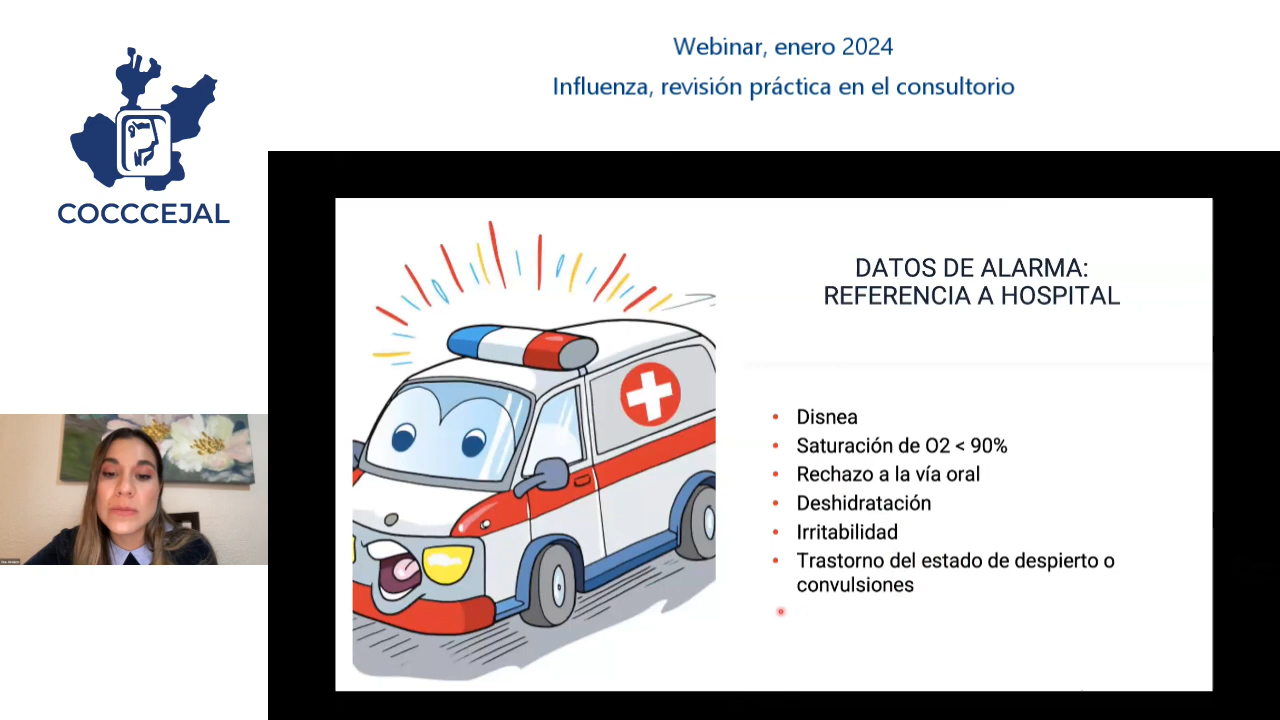 Webinar, enero 2024
Influenza, revisión práctica en el consultorio
COCCCEJAL
DATOS DE ALARMA:
REFERENCIA A HOSPITAL
• Disnea
• Saturación de O2 < 90%
• Rechazo a la vía oral
• Deshidratación
• Irritabilidad
• Trastorno del estado de despierto o
convulsiones